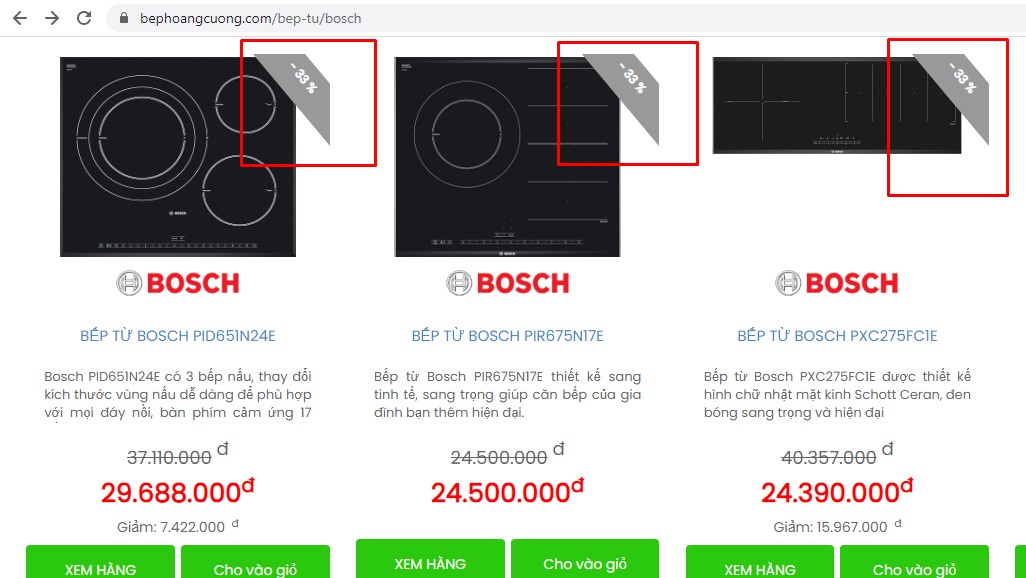 bephoangcuong.com/bep-tu/bosch
- 33 %
- 33 %
- 33 %
BOSCH
BOSCH
BOSCH
BOSCH
BOSCH
BOSCH
BẾP TỪ BOSCH PID651N24E
Bosch PID651N24E có 3 bếp nấu, thay đổi
kích thước vùng nấu dễ dàng để phù hợp
với mọi đáy nồi, bàn phím cảm ứng 17
37.110.000 đ
29.688.000đ
Giảm: 7.422.000 đ
XEM HÀNG
Cho vào giỏ
BẾP TỪ BOSCH PIR675N17E
Bếp từ Bosch PIR675N17E thiết kế sang
tinh tế, sang trọng giúp căn bếp của gia
đình bạn thêm hiện đại.
24.500.000 đ
24.500.000đ
XEM HÀNG
Cho vào giỏ
BẾP TỪ BOSCH PXC275FC1E
Bếp từ Bosch PXC275FC1E được thiết kế
hình chữ nhật mặt kính Schott Ceran, đen
bóng sang trọng và hiện đại
40.357.000 đ
24.390.000đ
Giảm: 15.967.000 đ
XEM HÀNG
Cho vào giỏ